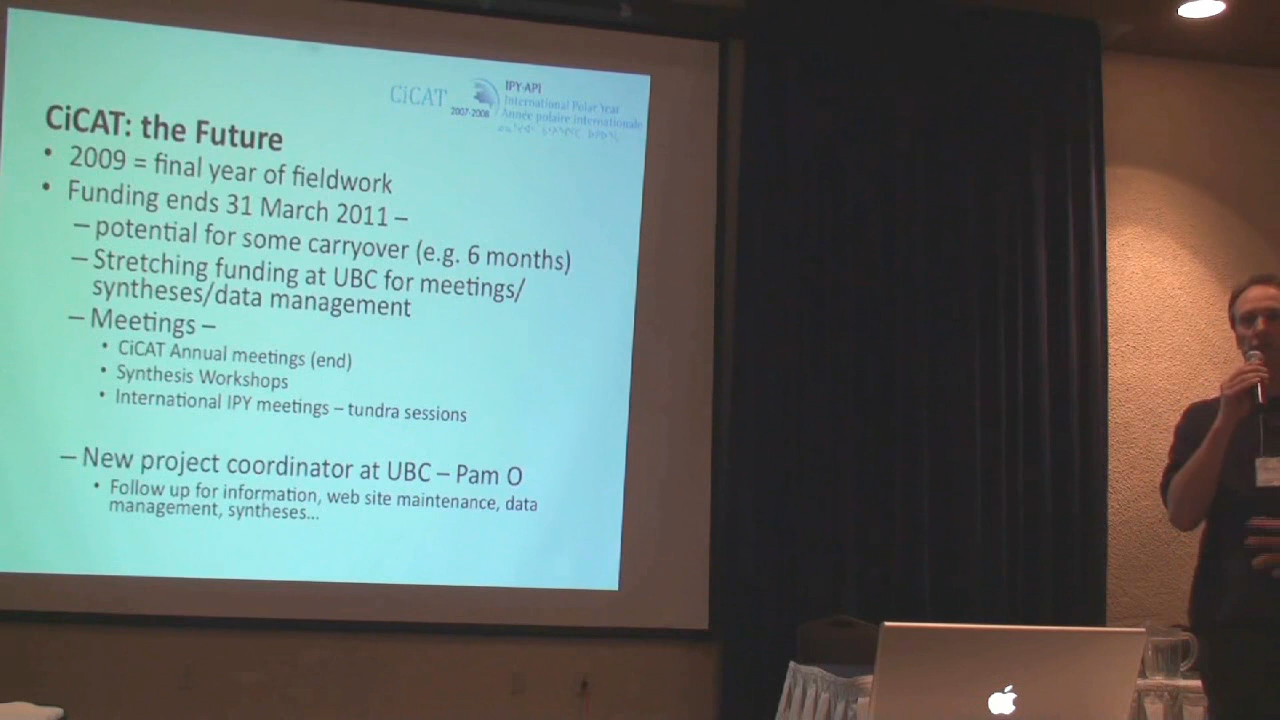 CiCAT
2007-2008
IPY·API
International Polar Year
Année polaire internationale
CiCAT: the Future
• 2009 = final year of fieldwork
• Funding ends 31 March 2011 –
– potential for some carryover (e.g. 6 months)
– Stretching funding at UBC for meetings/
syntheses/data management
– Meetings –
• CiCAT Annual meetings (end)
• Synthesis Workshops
• International IPY meetings – tundra sessions
– New project coordinator at UBC – Pam O
• Follow up for information, web site maintenance, data
management, syntheses...